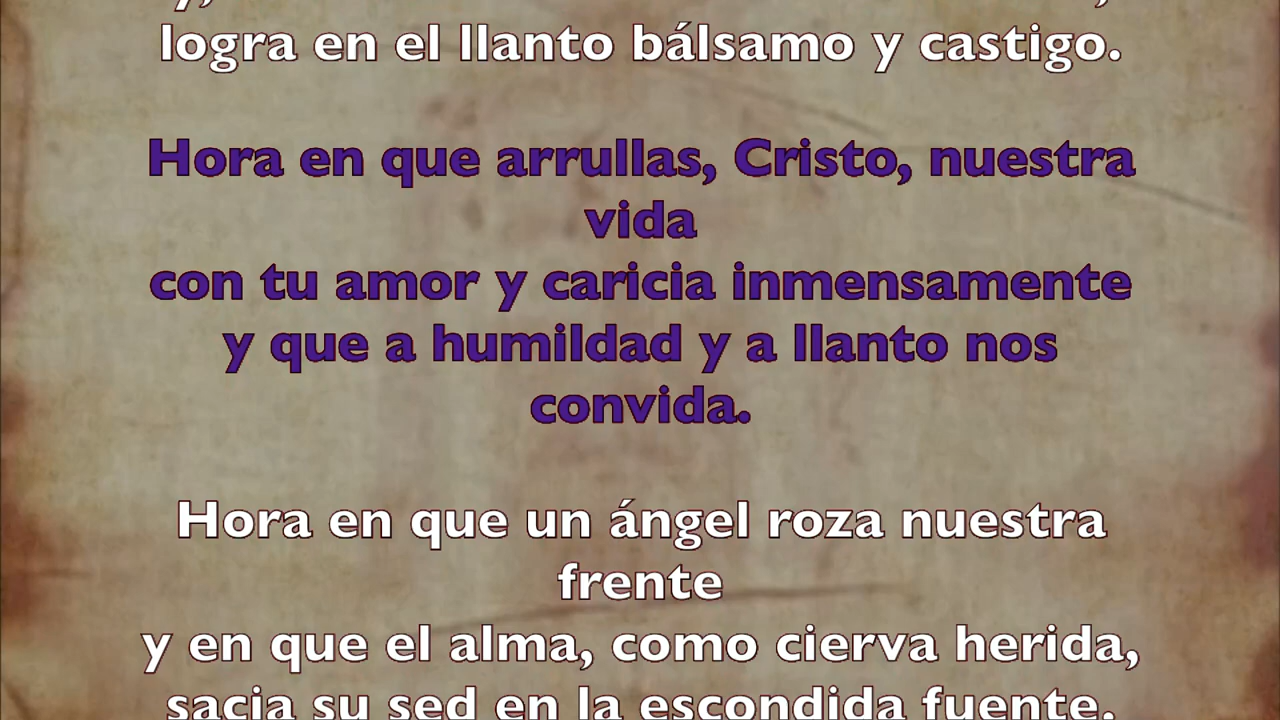 logra en el llanto bálsamo y castigo.
Hora en que arrullas, Cristo, nuestra
vida
con tu amor y caricia inmensamente
y que a humildad y a llanto nos
convida.
Hora en que un ángel roza nuestra
frente
y en que el alma, como cierva herida,
sacia su sed en la escondida fuente.